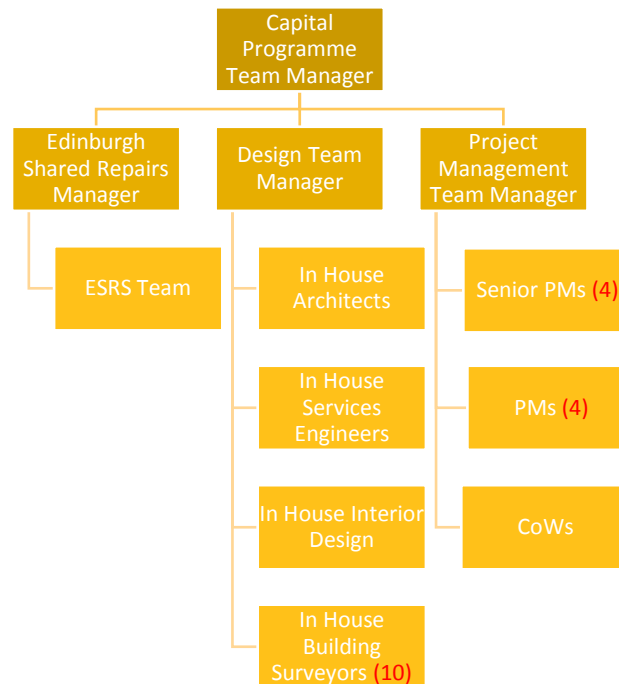 Capital
Programme
Team Manager
Edinburgh
Shared Repairs
Manager
Design Team
Manager
Project
Management
Team Manager
ESRS Team
In House
Architects
Senior PMs (4)
In House
Services
Engineers
PMs (4)
In House Interior
Design
CoWs
In House
Building
Surveyors (10)